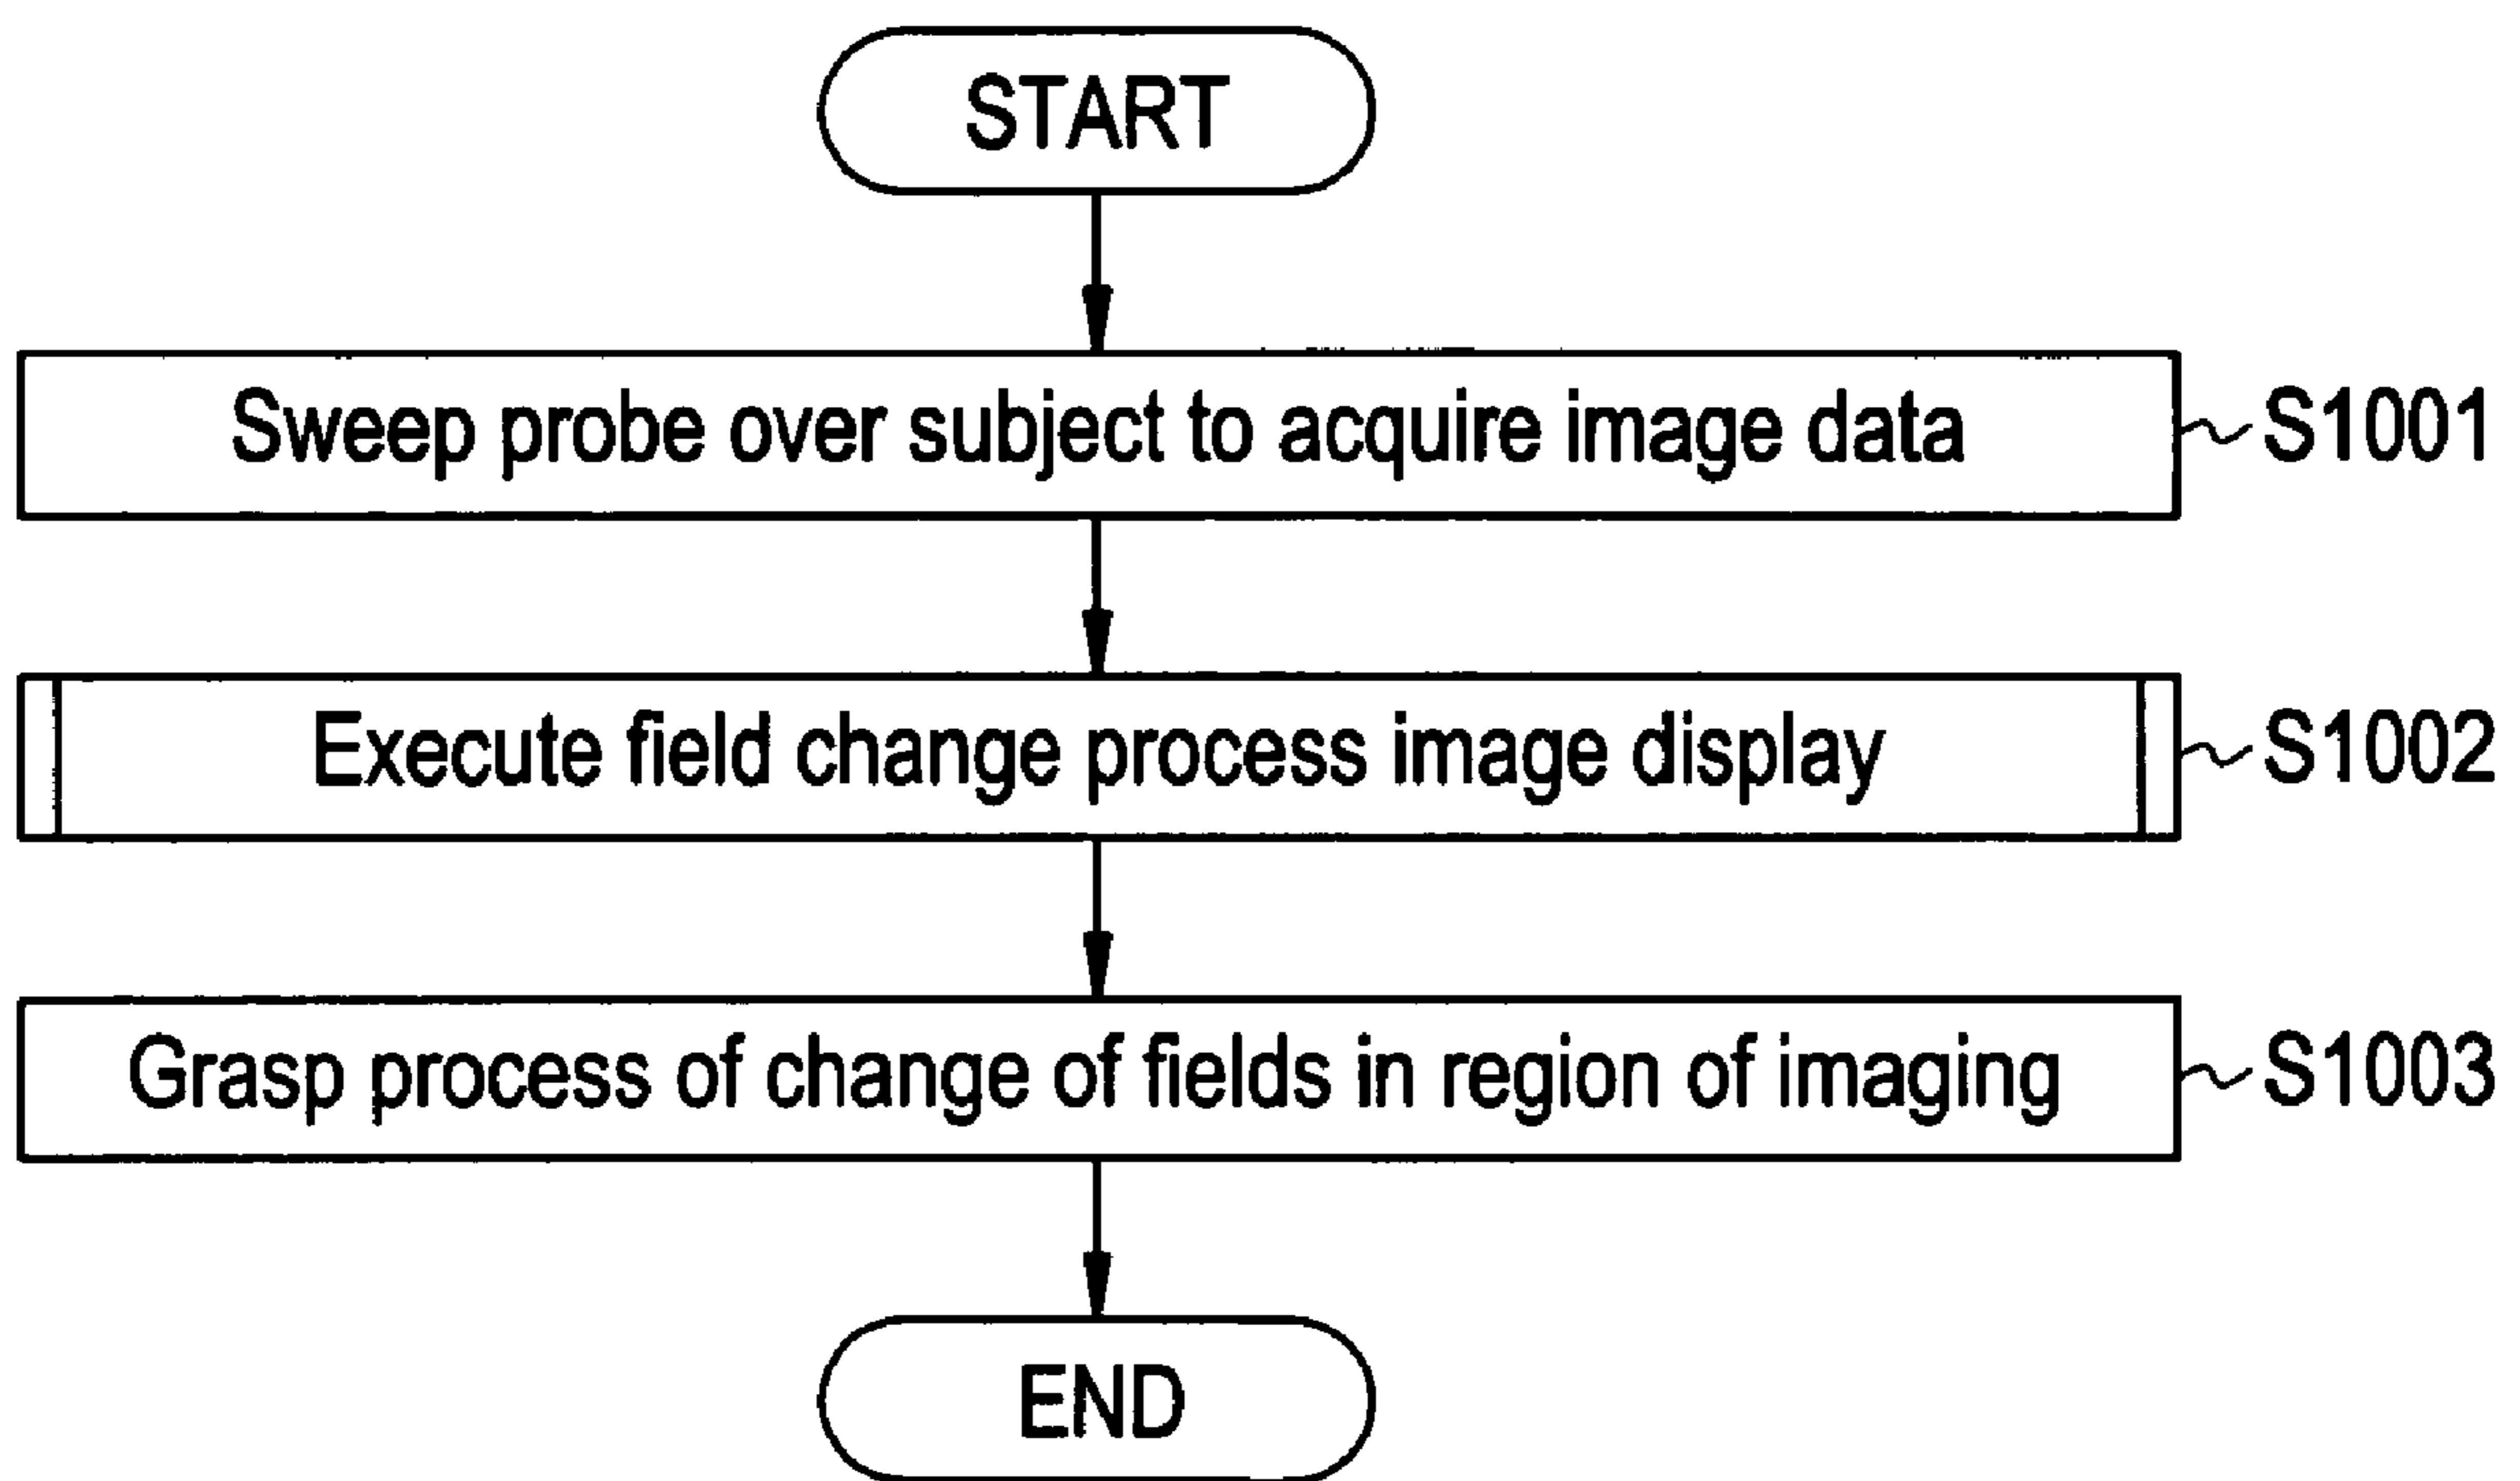 START
Sweep probe over subject to acquire image data
S1001
Execute field change process image display
S1002
Grasp process of change of fields in region of imaging
S1003
END